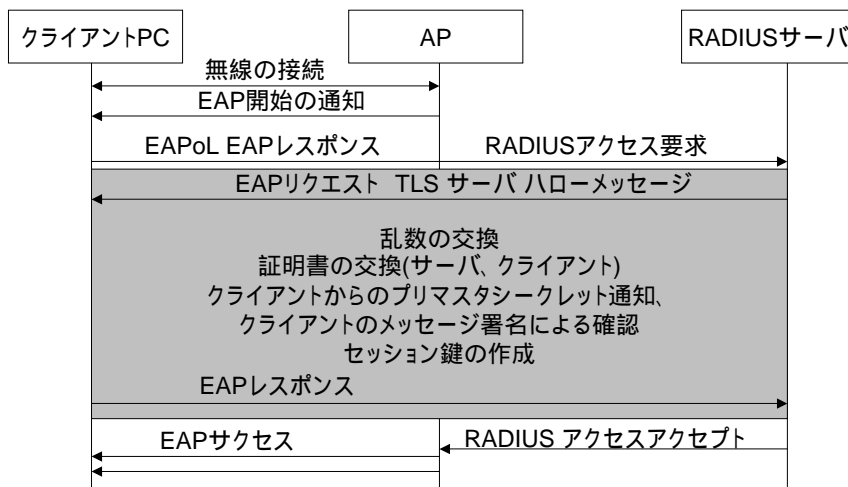 クライアントPC
AP
RADIUSサーバ
無線の接続
EAP開始の通知
EAPoL EAPレスポンス
RADIUSアクセス要求
EAPリクエスト TLS サーバ ハローメッセージ
乱数の交換
証明書の交換(サーバ、クライアント)
クライアントからのプリマスタシークレット通知、
クライアントのメッセージ署名による確認
セッション鍵の作成
EAPレスポンス
EAPサクセス
RADIUS アクセスアクセプト